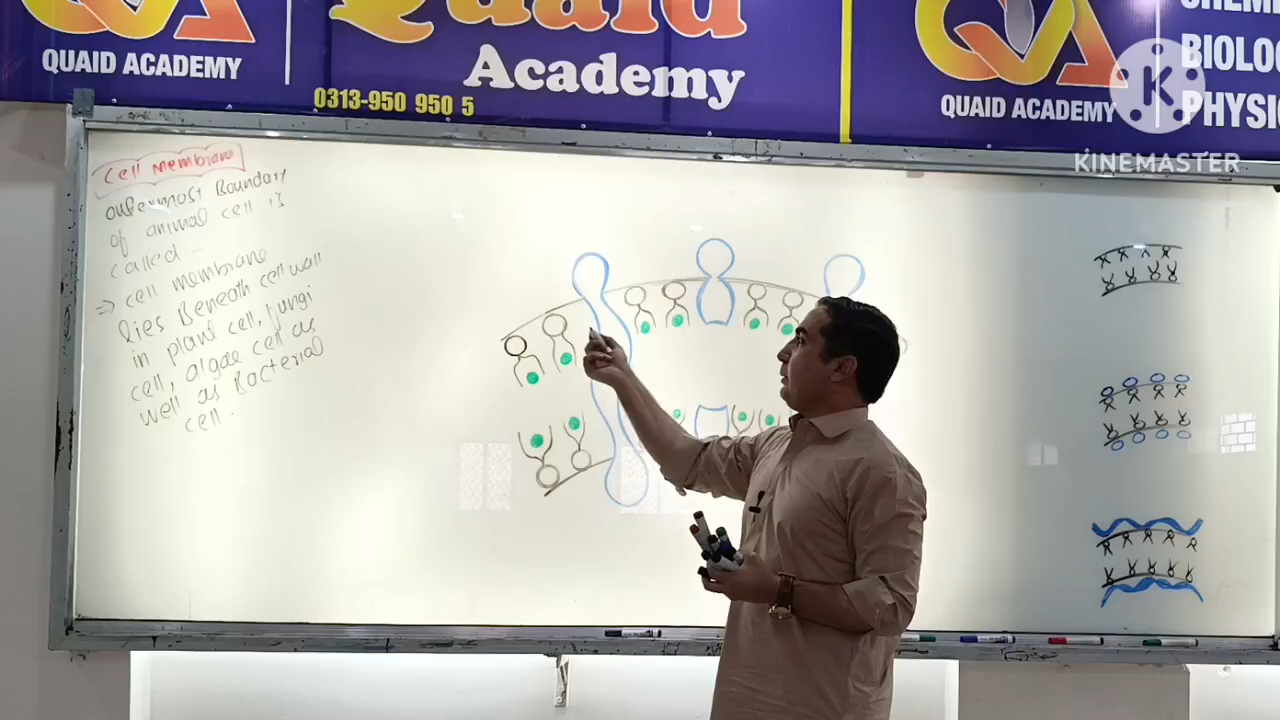 QUAID ACADEMY
Quaid
Academy
0313-950 950 5
QUAID ACADEMY
CHEMI
BIOLOG
PHYSIC
K
KINEMASTER
Cell Membrane
outermost Boundary
of animal cell is
called -
⇒ cell membrane
lies Beneath cell wall
in plant cell, fungi
cell, algae cell as
well as Bacterial
cell.